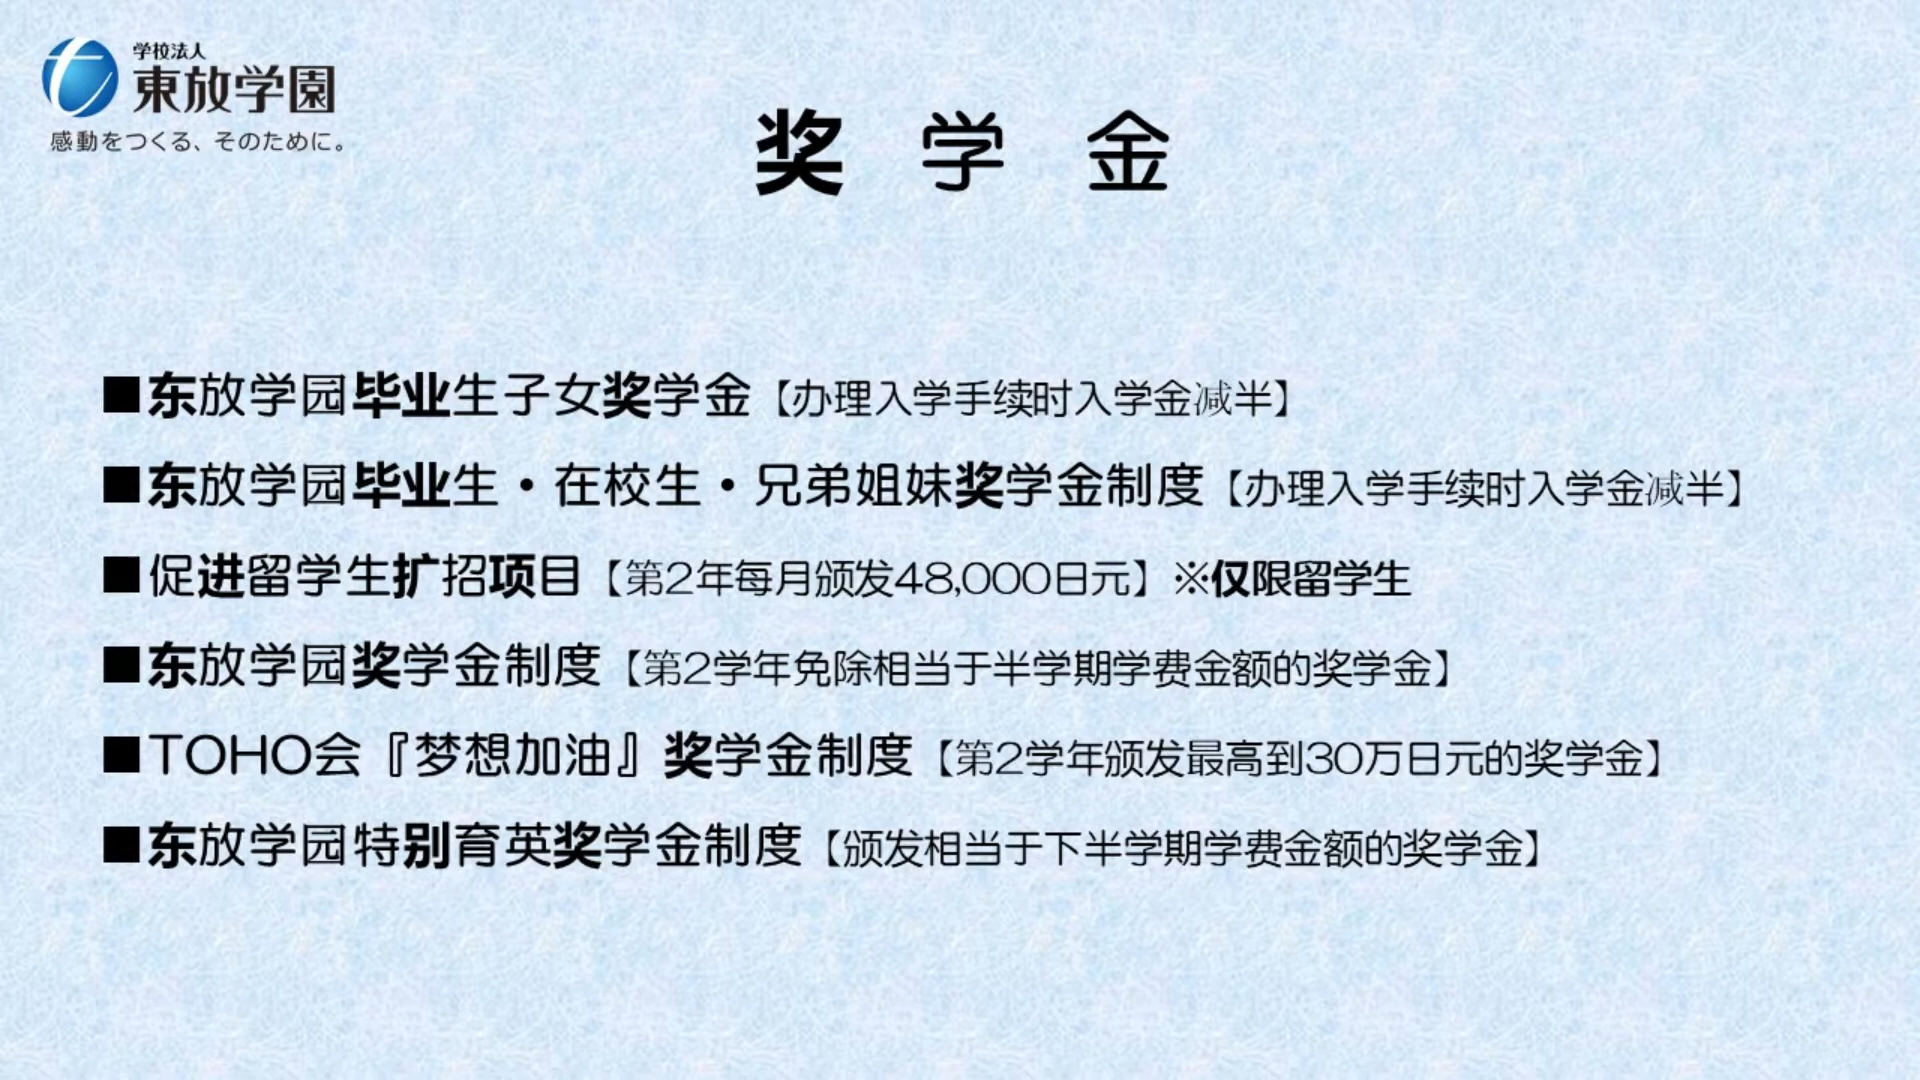 学校法人
東放学園
感動をつくる、そのために。
奖 学 金
■东放学园毕业生子女奖学金【办理入学手续时入学金减半】
■东放学园毕业生・在校生・兄弟姐妹奖学金制度【办理入学手续时入学金减半】
■促进留学生扩招项目【第2年每月颁发48,000日元】※仅限留学生
■东放学园奖学金制度【第2学年免除相当于半学期学费金额的奖学金】
■TOHO会『梦想加油』奖学金制度【第2学年颁发最高到30万日元的奖学金】
■东放学园特别育英奖学金制度【颁发相当于下半学期学费金额的奖学金】